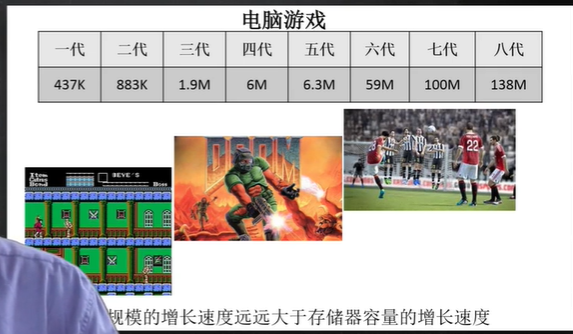 电脑游戏
一代 二代 三代 四代 五代 六代 七代 八代
437K 883K 1.9M 6M 6.3M 59M 100M 138M
DOOM
22
规模的增长速度远远大于存储器容量的增长速度